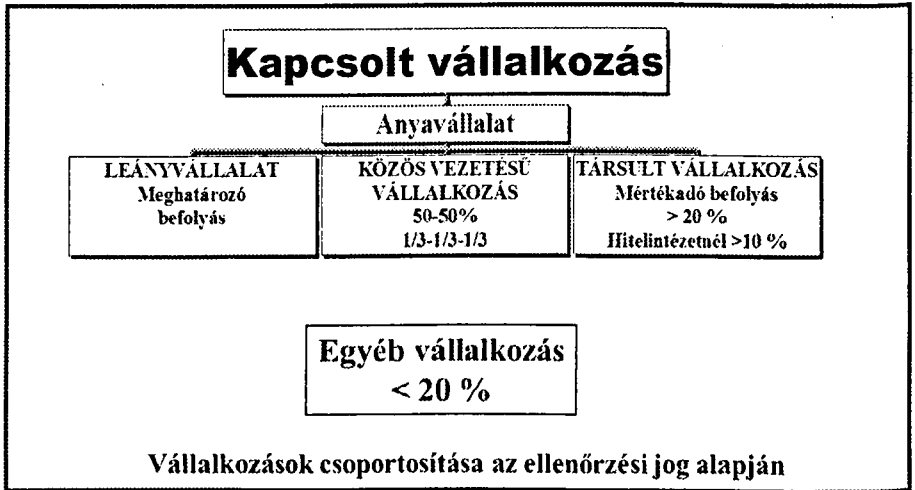 Kapcsolt vállalkozás
Anyavállalat
LEÁNYVÁLLALAT
Meghatározó
befolyás
KÖZÖS VEZETÉSŰ
VÁLLALKOZÁS
50-50%
1/3-1/3-1/3
TÁRSULT VÁLLALKOZÁS
Mértékadó befolyás
> 20 %
Hitelintézetnél >10 %
Egyéb vállalkozás
< 20 %
Vállalkozások csoportosítása az ellenőrzési jog alapján